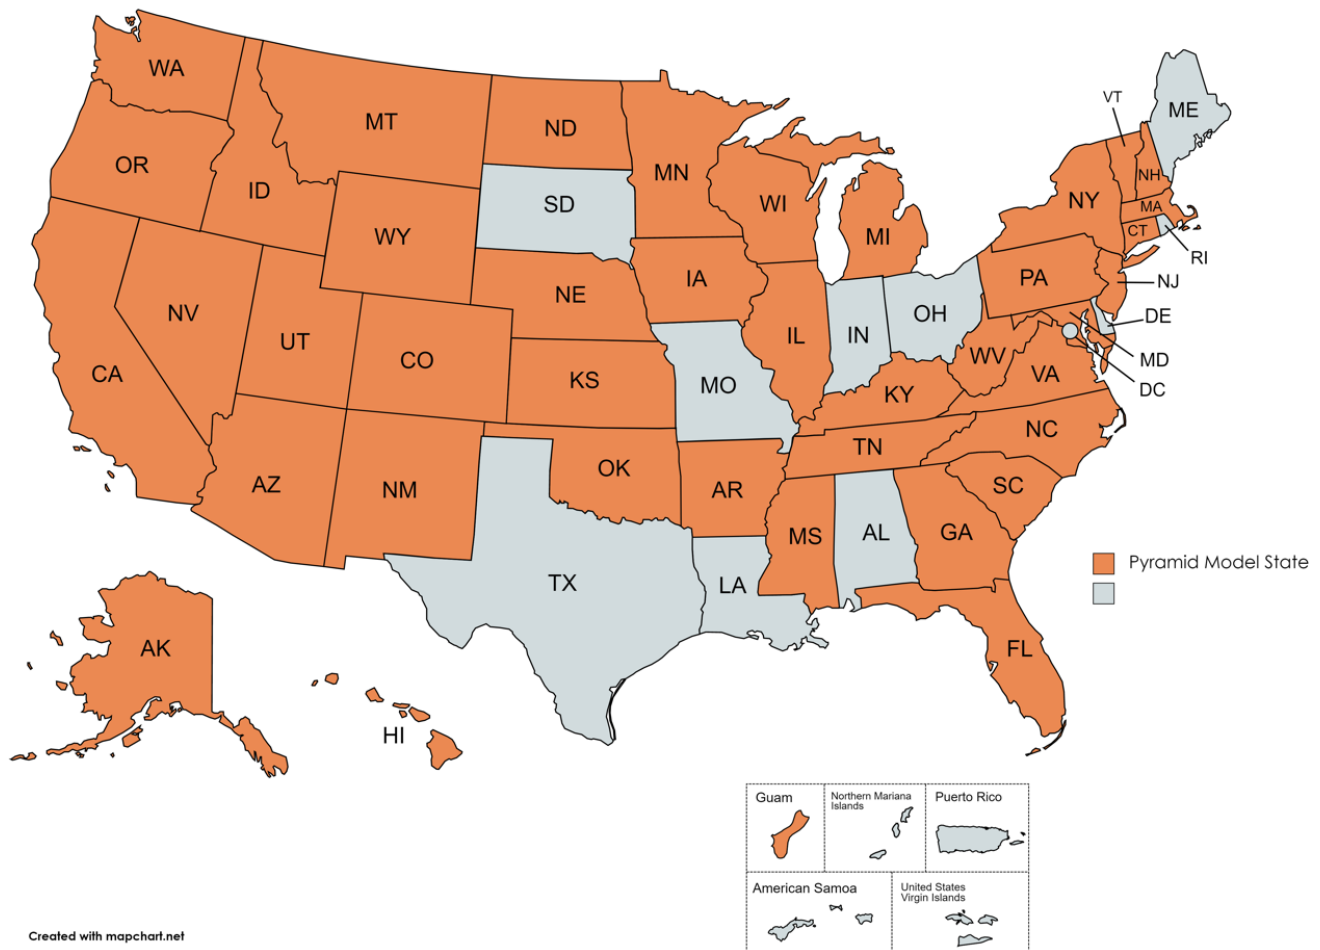 WA
MT
ND
MN
OR
ID
SD
WI
MI
WY
IA
NE
NV
UT
CO
CA
KS
MO
IL
IN
OH
PA
NY
VT
ME
NH
MA
CT
RI
NJ
DE
MD
DC
WV
VA
KY
NC
TN
SC
AZ
NM
OK
AR
MS
AL
GA
TX
LA
FL
AK
HI
Pyramid Model State
Guam
Northern Mariana
Islands
Puerto Rico
American Samoa
United States
Virgin Islands
Created with mapchart.net